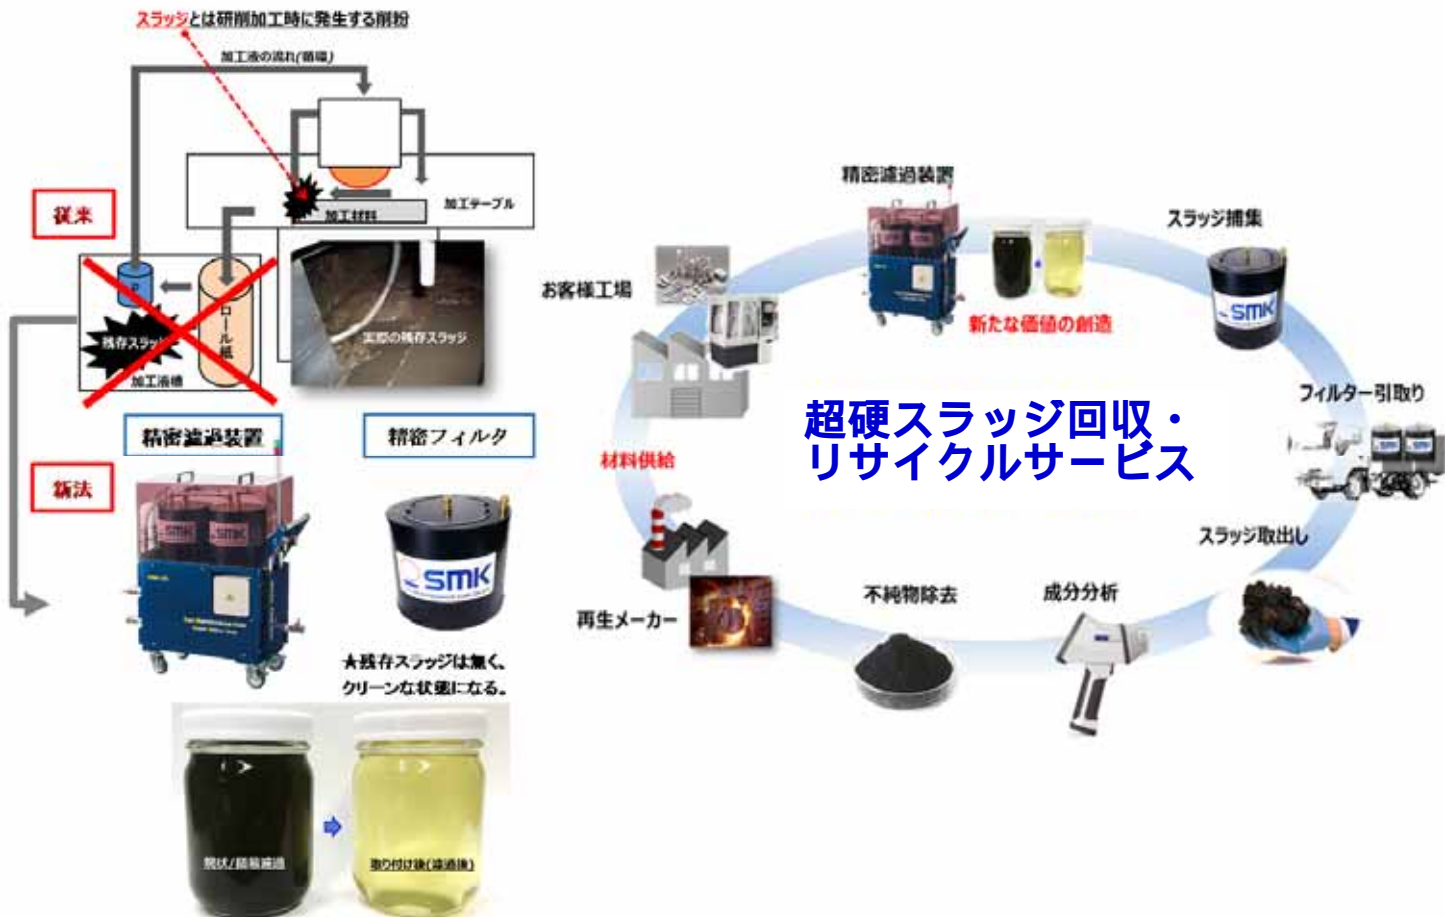 スラッジとは研削加工時に発生する削粉
加工液の流れ(循環)
加工テーブル
加工材料
従来
P
ロール紙
残存スラッジ
加工液槽
実際の残存スラッジ
精密濾過装置
精密フィルタ
新法
SMK
SMK
SMK
★残存スラッジは無く、
クリーンな状態になる。
現状/簡易濾過
取り付け後(濾過後)
精密濾過装置
スラッジ捕集
お客様工場
SMK
新たな価値の創造
フィルター引取り
超硬スラッジ回収・
リサイクルサービス
材料供給
スラッジ取出し
不純物除去
成分分析
再生メーカー